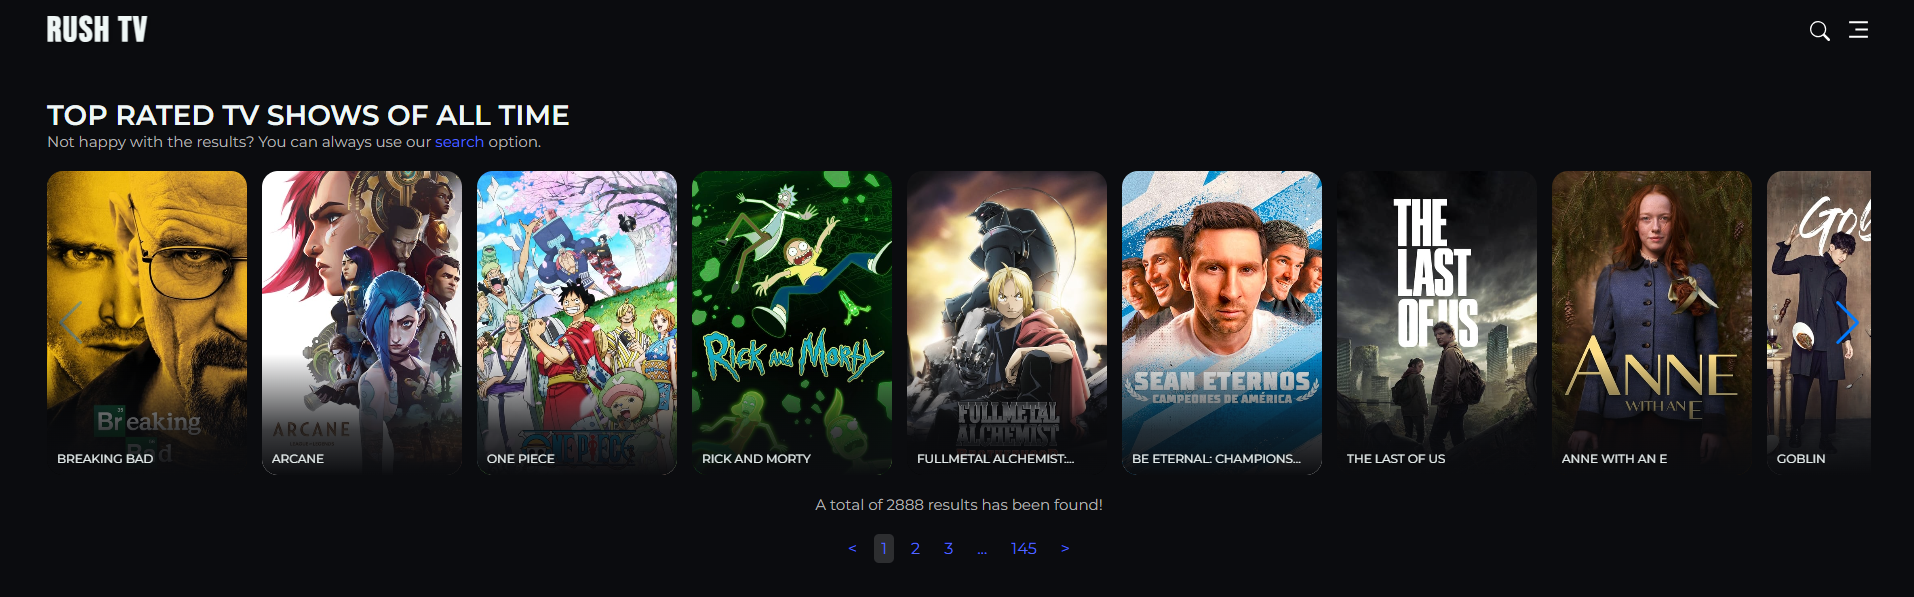 RUSH TV
TOP RATED TV SHOWS OF ALL TIME
Not happy with the results? You can always use our search option.
Breaking
Bad
BREAKING BAD
ARCANE
ARCANE
ONE PIECE
ONE PIECE
Rick and Morty
RICK AND MORTY
FULLMETAL
ALCHEMIST
FULLMETAL ALCHEMIST:...
SEAN ETERNOS
CAMPEONES DE AMÉRICA
BE ETERNAL: CHAMPIONS...
THE
LAST
OF US
THE LAST OF US
ANNE
WITH AN E
ANNE WITH AN E
GOBLIN
A total of 2888 results has been found!
< 1 2 3 ... 145 >